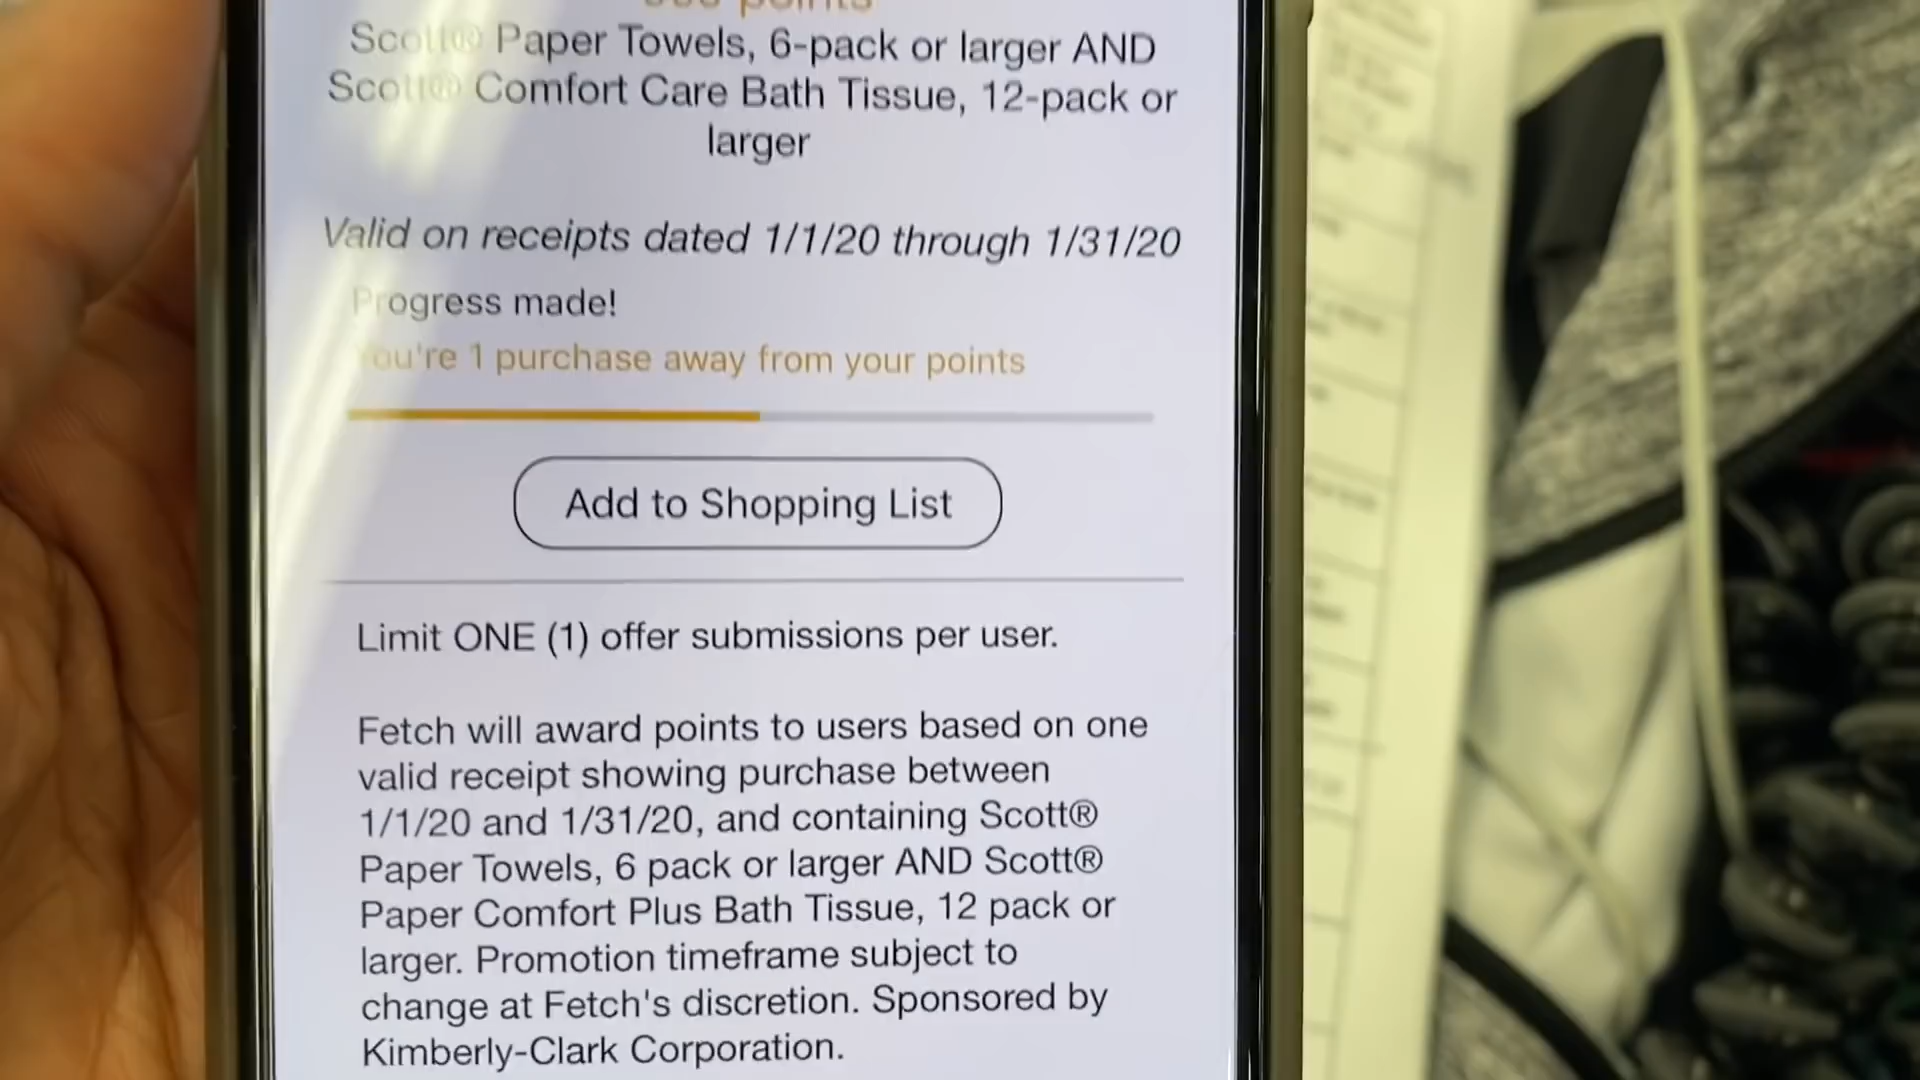 points
Scott® Paper Towels, 6-pack or larger AND
Scott® Comfort Care Bath Tissue, 12-pack or
larger
Valid on receipts dated 1/1/20 through 1/31/20
Progress made!
You're 1 purchase away from your points
Add to Shopping List
Limit ONE (1) offer submissions per user.
Fetch will award points to users based on one
valid receipt showing purchase between
1/1/20 and 1/31/20, and containing Scott®
Paper Towels, 6 pack or larger AND Scott®
Paper Comfort Plus Bath Tissue, 12 pack or
larger. Promotion timeframe subject to
change at Fetch's discretion. Sponsored by
Kimberly-Clark Corporation.